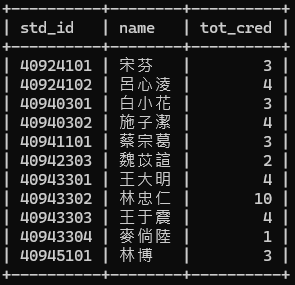 std_id | name | tot_cred
40924101 | 宋芬 | 3
40924102 | 呂心淩 | 4
40940301 | 白小花 | 3
40940302 | 施子潔 | 4
40941101 | 蔡宗葛 | 3
40942303 | 魏苡諠 | 2
40943301 | 王大明 | 4
40943302 | 林忠仁 | 10
40943303 | 王于震 | 4
40943304 | 麥倘陸 | 1
40945101 | 林博 | 3